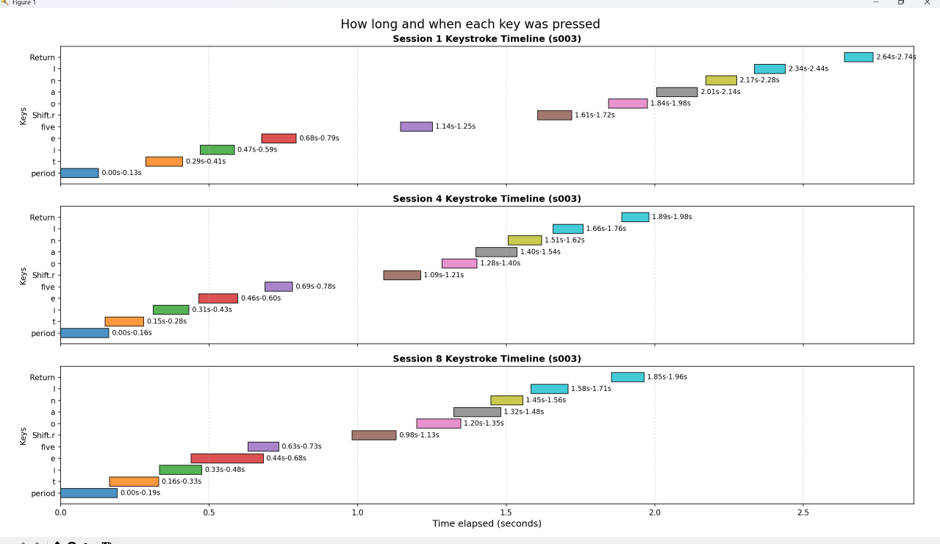 Figure 1
How long and when each key was pressed
Session 1 Keystroke Timeline (s003)
Keys
Return 2.64s-2.74s
l 2.34s-2.44s
n 2.17s-2.28s
a 2.01s-2.14s
o 1.84s-1.98s
Shift.r 1.61s-1.72s
five 1.14s-1.25s
e 0.68s-0.79s
i 0.47s-0.59s
t 0.29s-0.41s
period 0.00s-0.13s
Session 4 Keystroke Timeline (s003)
Keys
Return 1.89s-1.98s
l 1.66s-1.76s
n 1.51s-1.62s
a 1.40s-1.54s
o 1.28s-1.40s
Shift.r 1.09s-1.21s
five 0.69s-0.78s
e 0.46s-0.60s
i 0.31s-0.43s
t 0.15s-0.28s
period 0.00s-0.16s
Session 8 Keystroke Timeline (s003)
Keys
Return 1.85s-1.96s
l 1.58s-1.71s
n 1.45s-1.56s
a 1.32s-1.48s
o 1.20s-1.35s
Shift.r 0.98s-1.13s
five 0.63s-0.73s
e 0.44s-0.68s
i 0.33s-0.48s
t 0.16s-0.33s
period 0.00s-0.19s
0.0 0.5 1.0 1.5 2.0 2.5
Time elapsed (seconds)